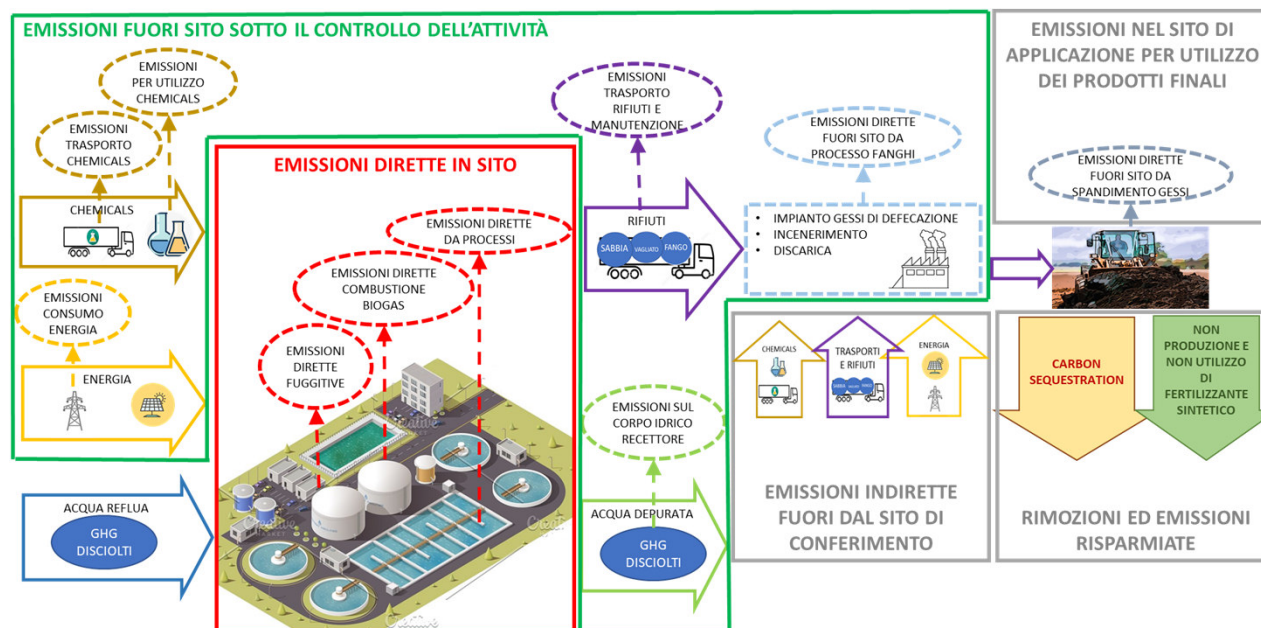 EMISSIONI FUORI SITO SOTTO IL CONTROLLO DELL'ATTIVITÀ
EMISSIONI
PER UTILIZZO
CHEMICALS
EMISSIONI
TRASPORTO
CHEMICALS
CHEMICALS
EMISSIONI
CONSUMO
ENERGIA
ENERGIA
ACQUA REFLUA
GHG
DISCIOLTI
EMISSIONI DIRETTE IN SITO
EMISSIONI DIRETTE
DA PROCESSI
EMISSIONI DIRETTE
COMBUSTIONE
BIOGAS
EMISSIONI
DIRETTE
FUGGITIVE
EMISSIONI
TRASPORTO
RIFIUTI E
MANUTENZIONE
RIFIUTI
SABBIA
VAGLIATO
FANGO
EMISSIONI DIRETTE
FUORI SITO DA
PROCESSO FANGHI
• IMPIANTO GESSI DI DEFECAZIONE
• INCENERIMENTO
• DISCARICA
EMISSIONI SUL
CORPO IDRICO
RECETTORE
ACQUA DEPURATA
GHG
DISCIOLTI
EMISSIONI NEL SITO DI
APPLICAZIONE PER UTILIZZO
DEI PRODOTTI FINALI
EMISSIONI DIRETTE
FUORI SITO DA
SPANDIMENTO GESSI
CHEMICALS
TRASPORTI
E RIFIUTI
SABBIA
FANGO
ENERGIA
EMISSIONI INDIRETTE
FUORI DAL SITO DI
CONFERIMENTO
CARBON
SEQUESTRATION
NON
PRODUZIONE E
NON UTILIZZO
DI
FERTILIZZANTE
SINTETICO
RIMOZIONI ED EMISSIONI
RISPARMIATE